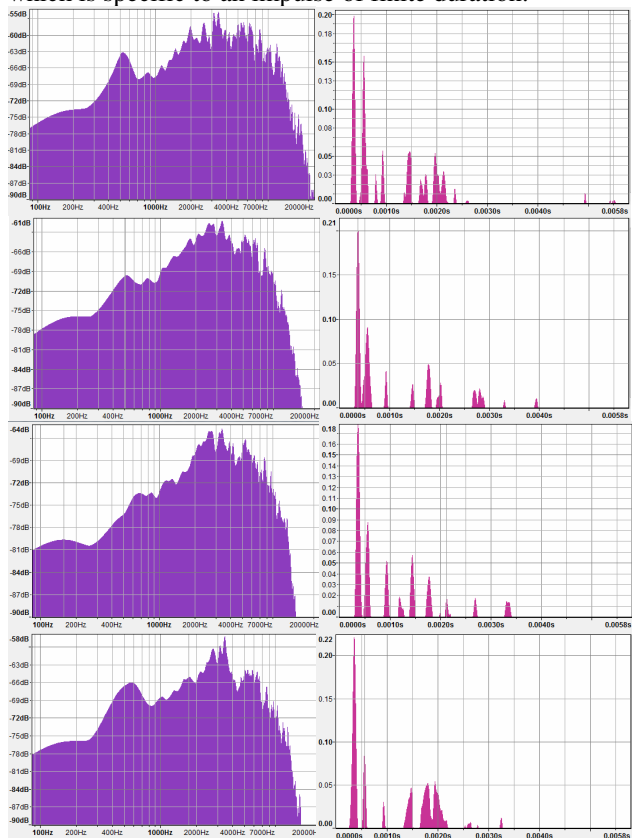 which is specific to an impulse of finite duration.
-55dB
-60dB
-63dB
-69dB
-72dB
-75dB
-78dB
-84dB
-87dB
-90dB
100Hz 200Hz 400Hz 1000Hz 2000Hz 4000Hz 7000Hz 20000Hz
0.20
0.18
0.15
0.13
0.10
0.08
0.05
0.03
0.00
0.0000s 0.0010s 0.0020s 0.0030s 0.0040s 0.0058s
-61dB
-66dB
-69dB
-72dB
-75dB
-78dB
-81dB
-84dB
-87dB
-90dB
100Hz 200Hz 400Hz 1000Hz 2000Hz 4000Hz 7000Hz 20000Hz
0.21
0.15
0.10
0.05
0.00
0.0000s 0.0010s 0.0020s 0.0030s 0.0040s 0.0058s
-64dB
-69dB
-75dB
-78dB
-81dB
-84dB
-87dB
-90dB
100Hz 200Hz 400Hz 1000Hz 2000Hz 4000Hz 7000Hz 20000Hz
0.18
0.16
0.15
0.14
0.13
0.12
0.11
0.10
0.09
0.08
0.07
0.06
0.05
0.04
0.03
0.02
0.00
0.0000s 0.0010s 0.0020s 0.0030s 0.0040s 0.0058s
-58dB
-63dB
-69dB
-72dB
-78dB
-81dB
-84dB
-90dB
100Hz 200Hz 400Hz 1000Hz 2000Hz 4000Hz 7000Hz 20000H
0.22
0.20
0.15
0.10
0.05
0.00
0.0000s 0.0010s 0.0020s 0.0030s 0.0040s 0.0058s